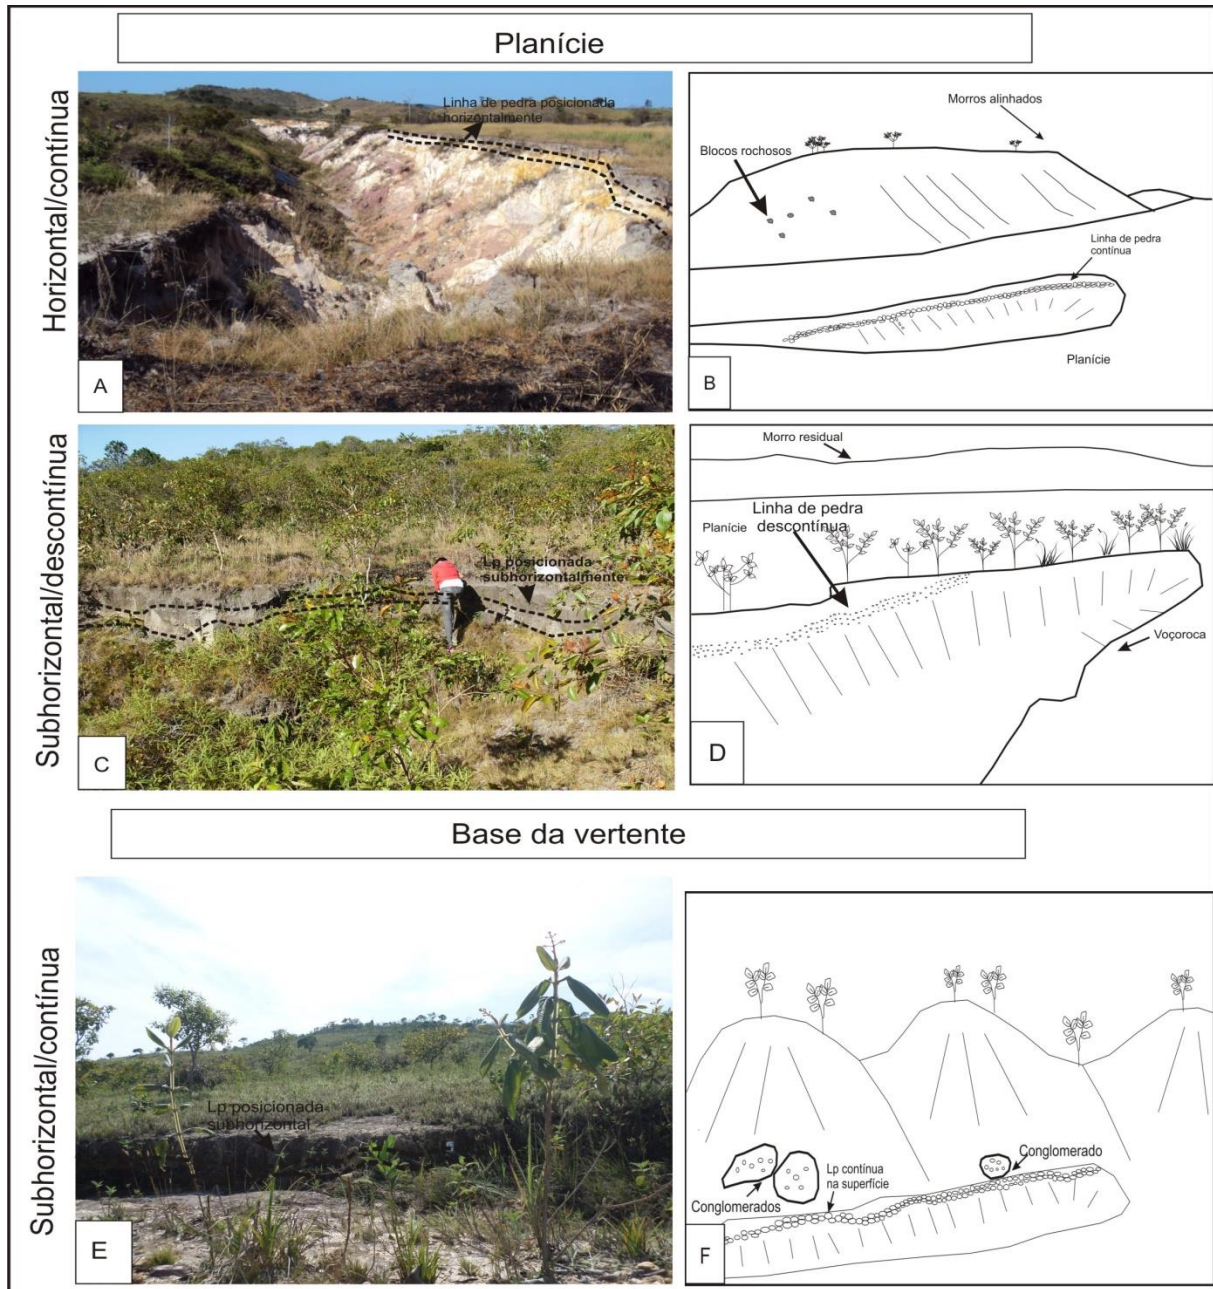 Planície
Horizontal/contínua
Linha de pedra posicionada
horizontalmente
A
Morros alinhados
Blocos rochosos
Linha de pedra
contínua
Planície
B
Subhorizontal/descontínua
Lp posicionada
subhorizontalmente
C
Morro residual
Linha de pedra
descontínua
Planície
Voçoroca
D
Base da vertente
Subhorizontal/contínua
Lp posicionada
subhorizontal
E
Conglomerado
Lp contínua
na superfície
Conglomerados
F